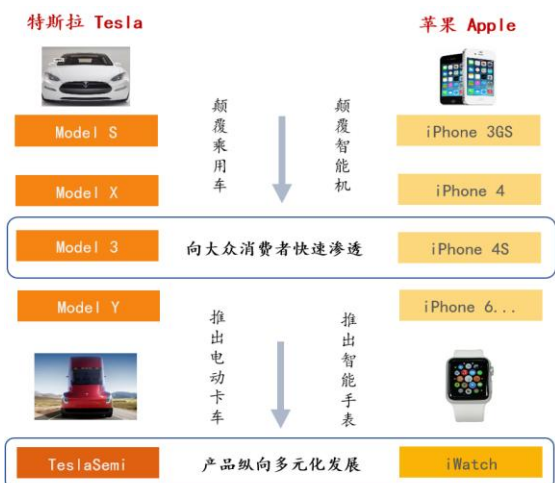 特斯拉 Tesla
苹果 Apple
Model S
颠覆乘用车
颠覆智能机
iPhone 3GS
Model X
iPhone 4
Model 3
向大众消费者快速渗透
iPhone 4S
Model Y
推出电动卡车
推出智能手表
iPhone 6...
TeslaSemi
产品纵向多元化发展
iWatch